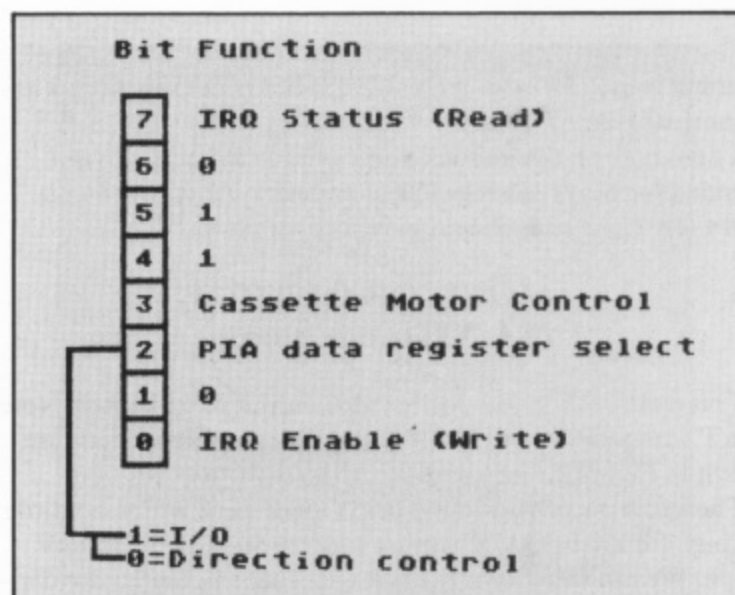 Bit Function
7 IRQ Status (Read)
6 0
5 1
4 1
3 Cassette Motor Control
2 PIA data register select
1 0
0 IRQ Enable (Write)
1=I/O
0=Direction control